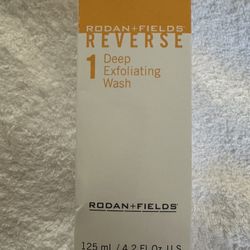 RODAN+FIELDS®
REVERSE
1 Deep
Exfoliating
Wash
RODAN+FIELDS®
125 mL / 4.2 FL OZ U.S.